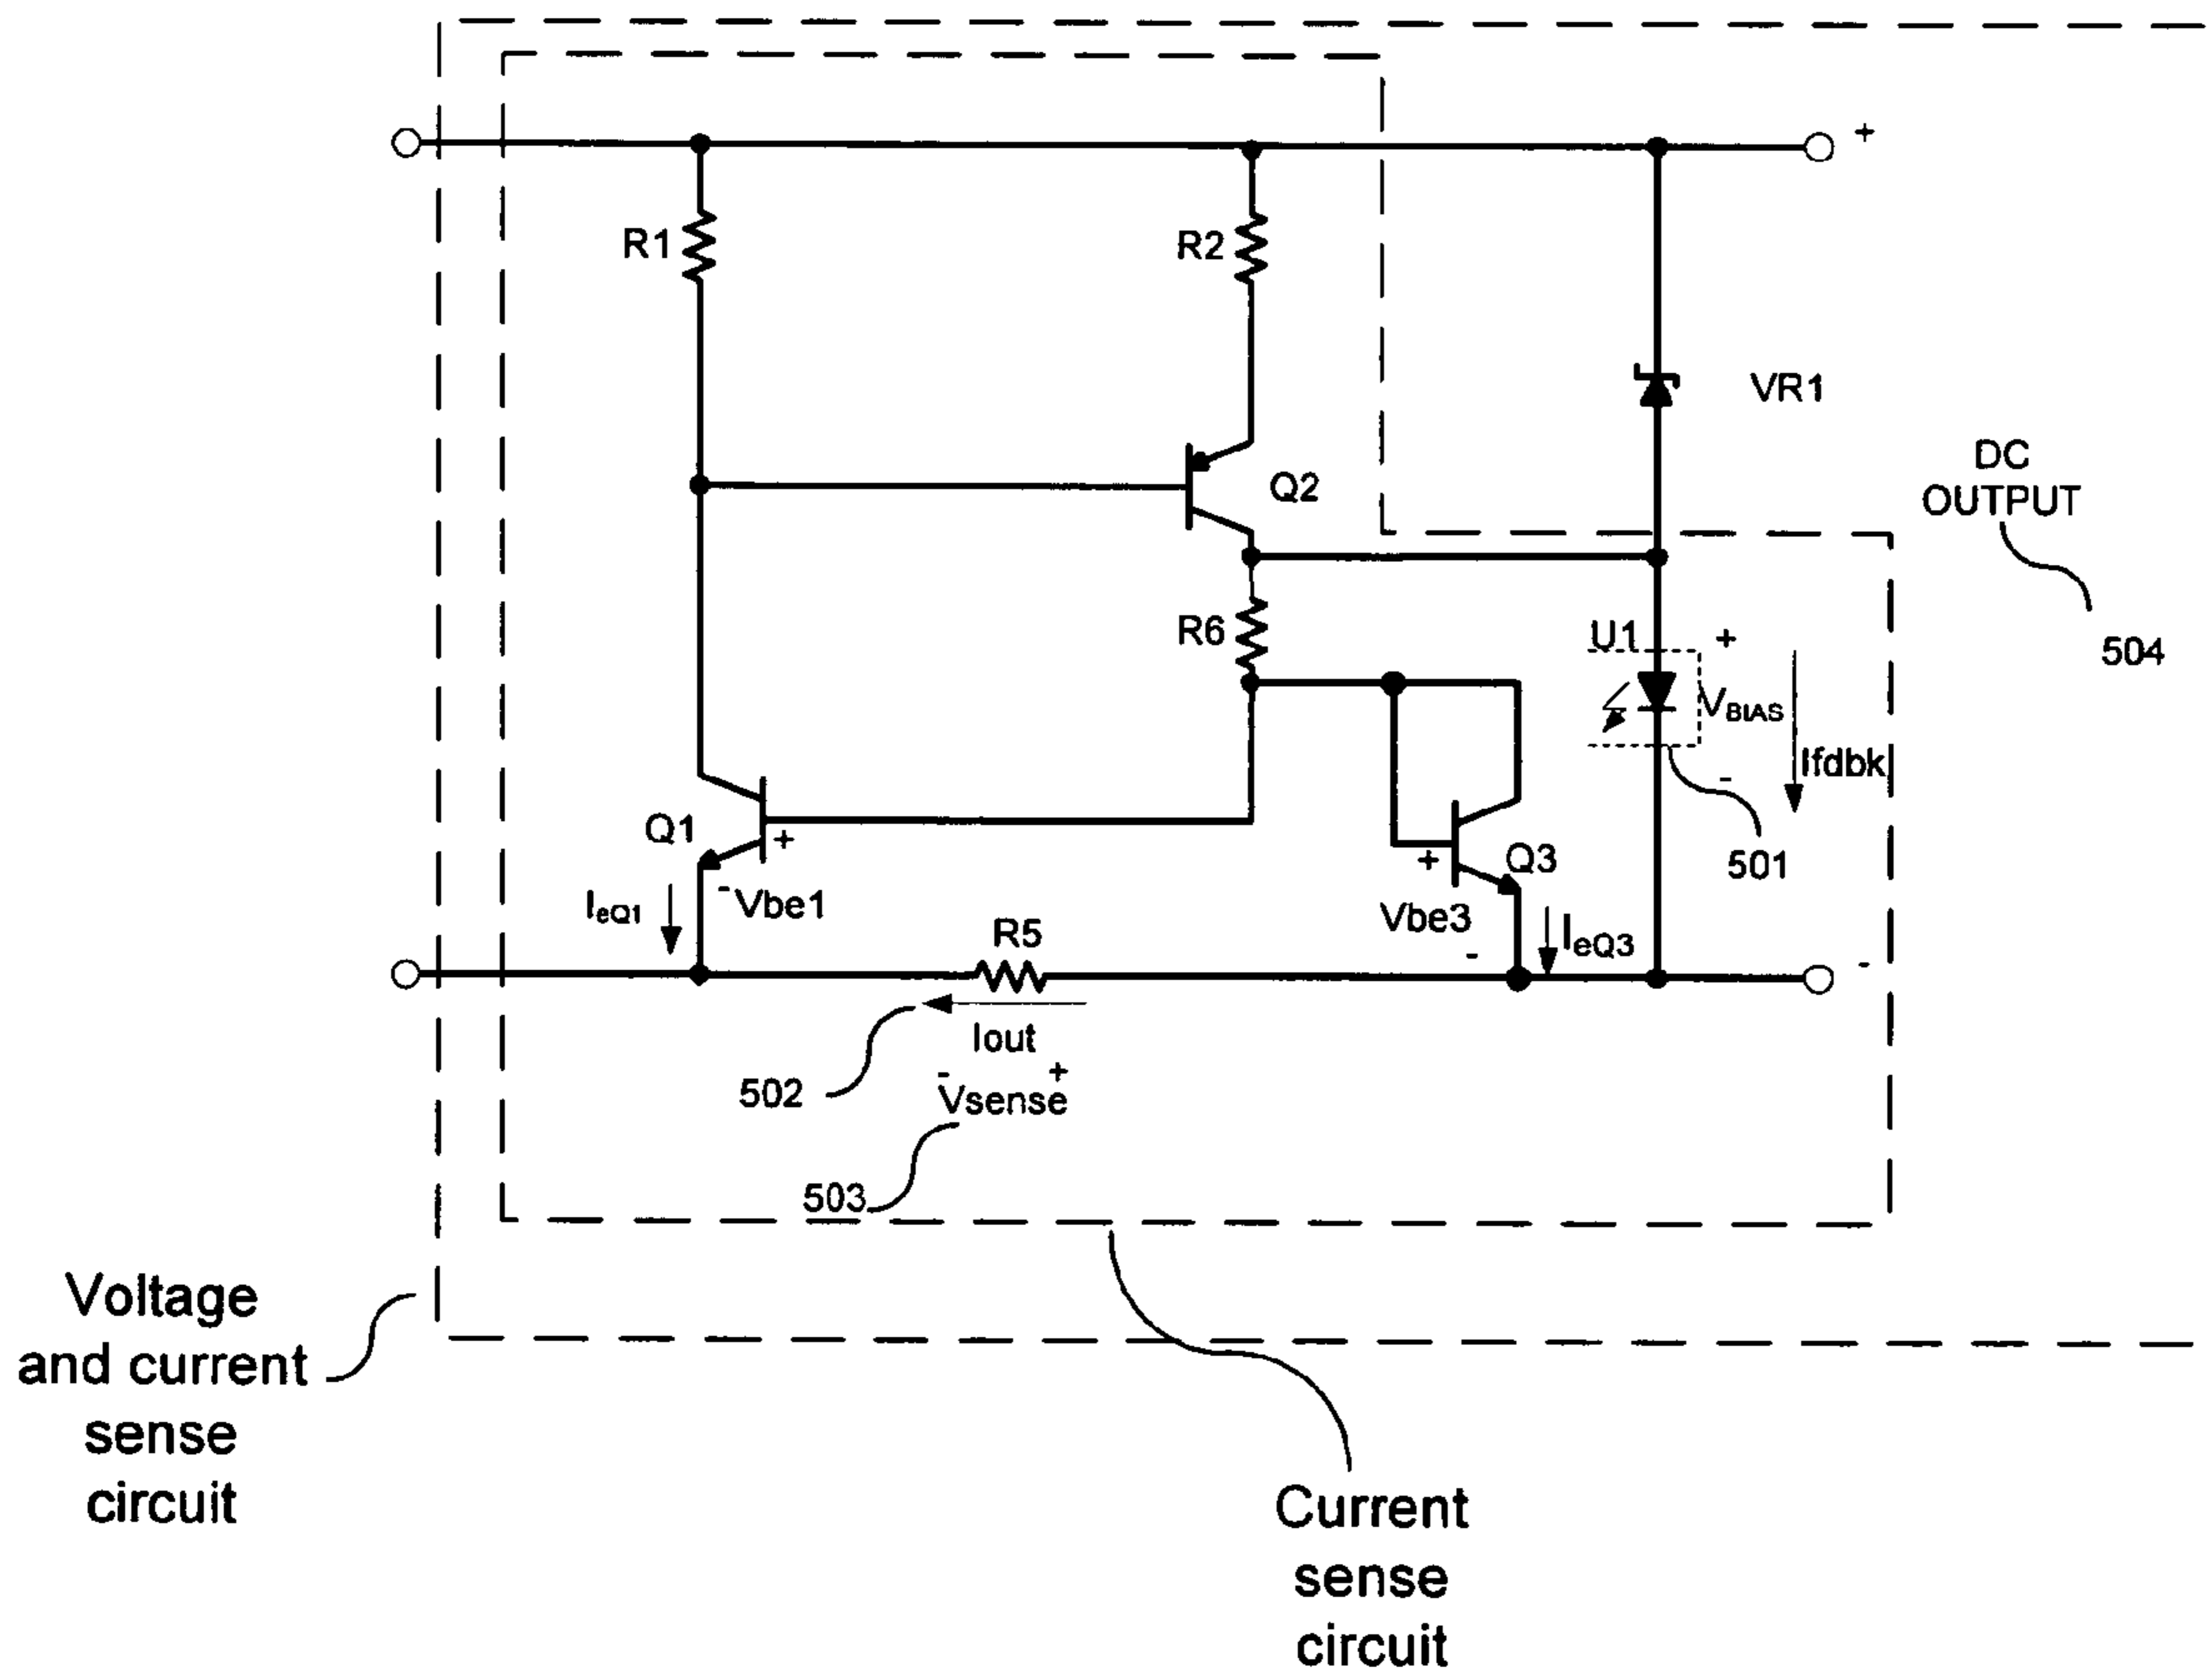 +
R1
R2
VR1
DC
OUTPUT
Q2
504
R6
U1
+
VBIAS
Ifdbk
-
Q1
+
Q3
+
501
IeQ1
-
Vbe1
Vbe3
-
IeQ3
R5
-
Iout
502
-
+
Vsense
503
Voltage
and current
sense
circuit
Current
sense
circuit